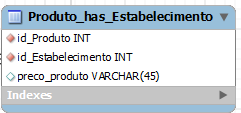 Produto_has_Estabelecimento
id_Produto INT
id_Estabelecimento INT
preco_produto VARCHAR(45)
Indexes